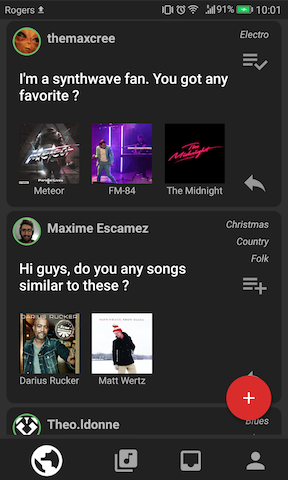 Rogers 91% 10:01
themaxcree Electro
I'm a synthwave fan. You got any
favorite ?
Meteor FM-84 The Midnight
Maxime Escamez Christmas
Country
Folk
Hi guys, do you any songs
similar to these ?
DARIUS RUCKER
Darius Rucker Matt Wertz
Theo.Idonne Blues